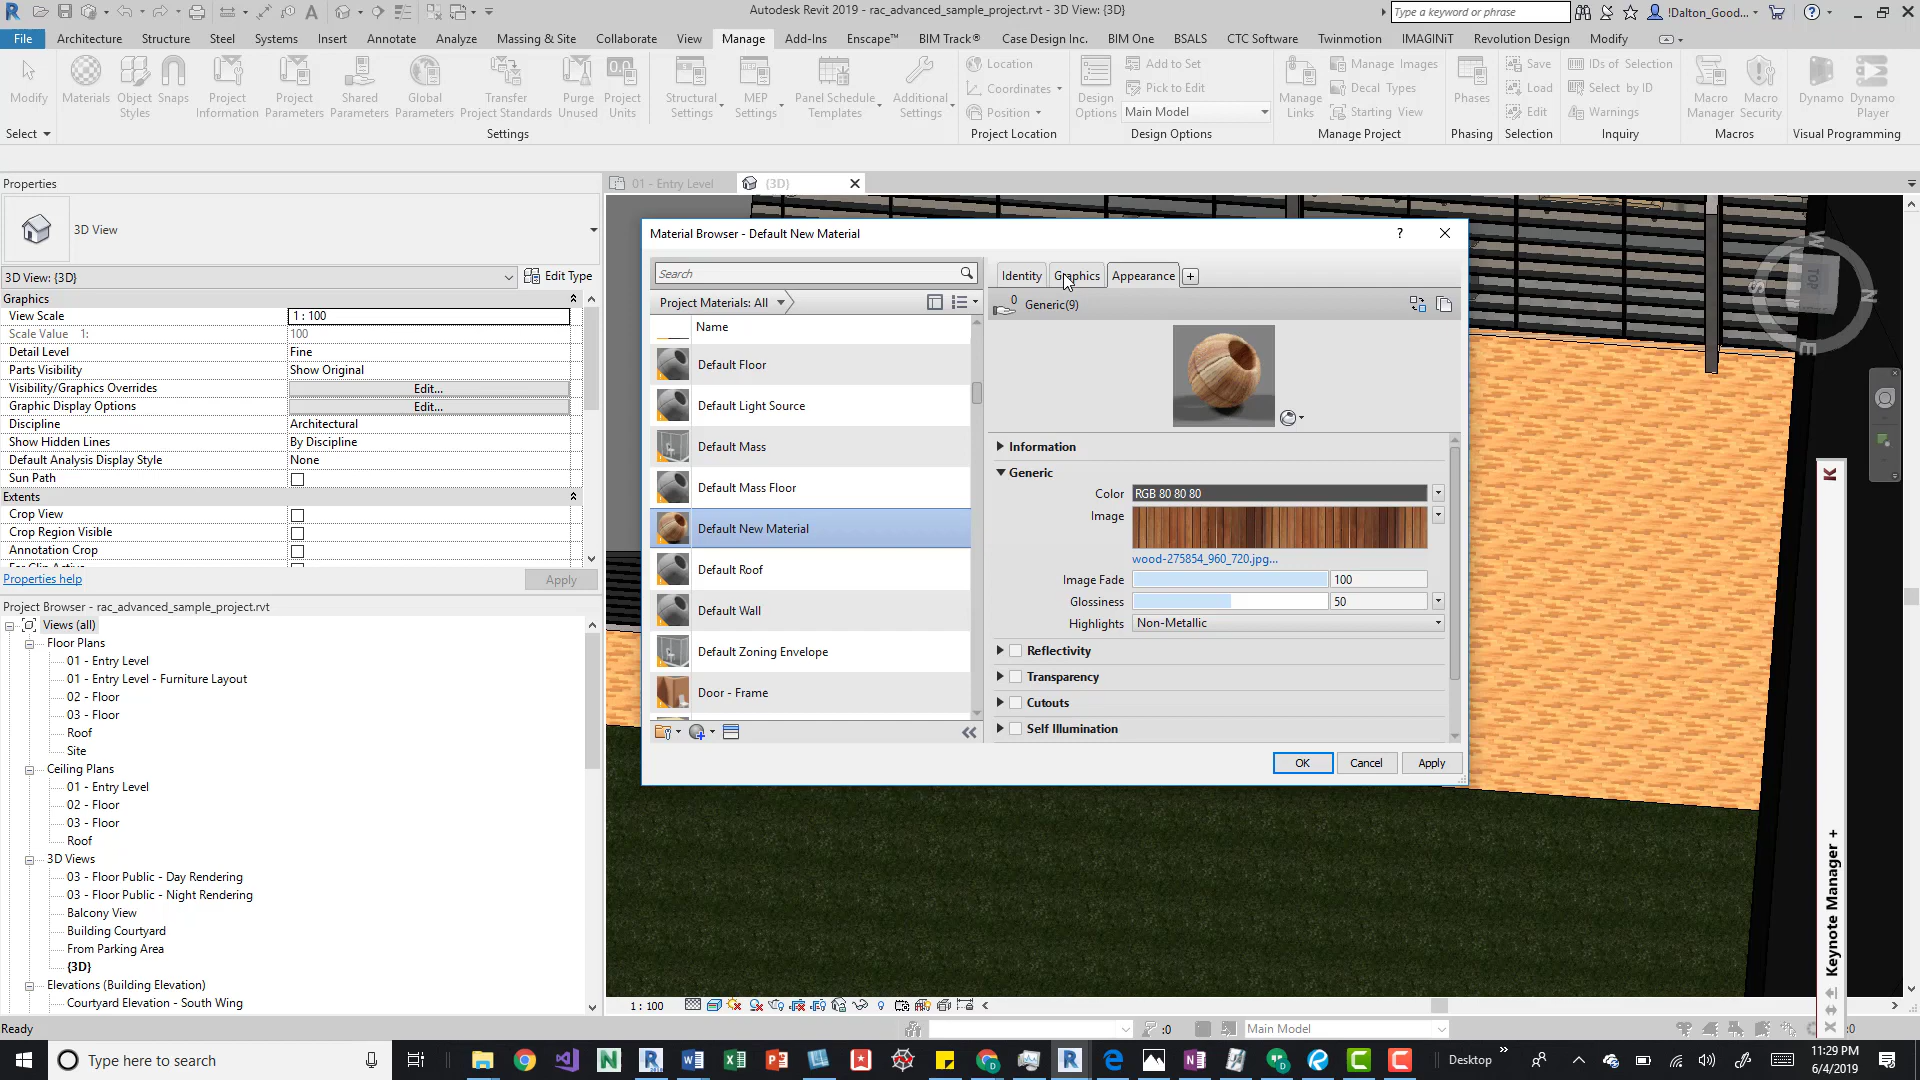 Autodesk Revit 2019 - rac_advanced_sample_project.rvt - 3D View: {3D}
Type a keyword or phrase
!Dalton_Good...
File Architecture Structure Steel Systems Insert Annotate Analyze Massing & Site Collaborate View Manage Add-Ins Enscape™ BIM Track® Case Design Inc. BIM One BSALS CTC Software Twinmotion IMAGINiT Revolution Design Modify
Modify
Materials
Object Styles
Snaps
Project Information
Project Parameters
Shared Parameters
Global Parameters
Transfer Project Standards
Purge Unused
Project Units
Structural Settings
MEP Settings
Panel Schedule Templates
Additional Settings
Location
Coordinates
Position
Design Options
Add to Set
Pick to Edit
Main Model
Manage Links
Manage Images
Decal Types
Starting View
Phases
Save
Load
Edit
IDs of Selection
Select by ID
Warnings
Macro Manager
Macro Security
Dynamo
Dynamo Player
Select
Settings
Project Location
Design Options
Manage Project
Phasing
Selection
Inquiry
Macros
Visual Programming
Properties
3D View
3D View: {3D}
Edit Type
Graphics
View Scale 1 : 100
Scale Value 1: 100
Detail Level Fine
Parts Visibility Show Original
Visibility/Graphics Overrides Edit...
Graphic Display Options Edit...
Discipline Architectural
Show Hidden Lines By Discipline
Default Analysis Display Style None
Sun Path
Extents
Crop View
Crop Region Visible
Annotation Crop
Properties help
Apply
Project Browser - rac_advanced_sample_project.rvt
Views (all)
Floor Plans
01 - Entry Level
01 - Entry Level - Furniture Layout
02 - Floor
03 - Floor
Roof
Site
Ceiling Plans
01 - Entry Level
02 - Floor
03 - Floor
Roof
3D Views
03 - Floor Public - Day Rendering
03 - Floor Public - Night Rendering
Balcony View
Building Courtyard
From Parking Area
{3D}
Elevations (Building Elevation)
Courtyard Elevation - South Wing
01 - Entry Level
{3D}
TOP
W
S
N
E
Material Browser - Default New Material
?
Search
Project Materials: All
Name
Default Floor
Default Light Source
Default Mass
Default Mass Floor
Default New Material
Default Roof
Default Wall
Default Zoning Envelope
Door - Frame
Identity Graphics Appearance +
0
Generic(9)
Information
Generic
Color RGB 80 80 80
Image
wood-275854_960_720.jpg...
Image Fade 100
Glossiness 50
Highlights Non-Metallic
Reflectivity
Transparency
Cutouts
Self Illumination
OK Cancel Apply
Keynote Manager +
1 : 100
Ready
:0
Main Model
:0
Type here to search
Desktop
11:29 PM
6/4/2019